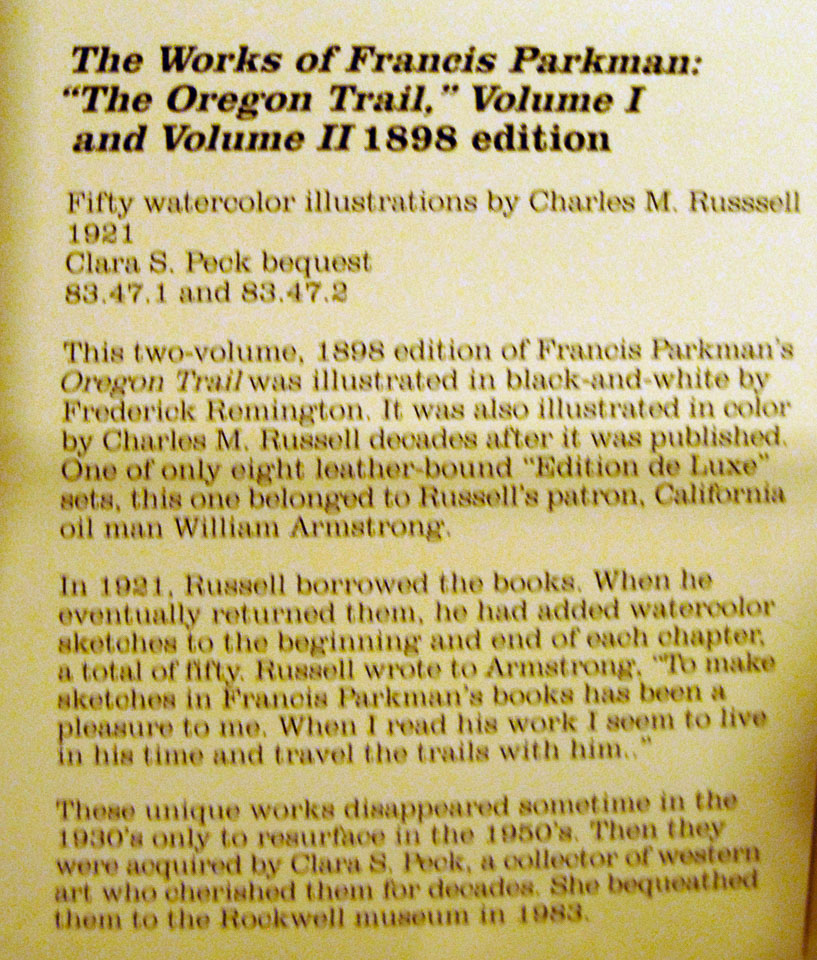 The Works of Francis Parkman:
"The Oregon Trail," Volume I
and Volume II 1898 edition
Fifty watercolor illustrations by Charles M. Russsell
1921
Clara S. Peck bequest
83.47.1 and 83.47.2
This two-volume, 1898 edition of Francis Parkman's
Oregon Trail was illustrated in black-and-white by
Frederick Remington. It was also illustrated in color
by Charles M. Russell decades after it was published.
One of only eight leather-bound "Edition de Luxe"
sets, this one belonged to Russell's patron, California
oil man William Armstrong.
In 1921, Russell borrowed the books. When he
eventually returned them, he had added watercolor
sketches to the beginning and end of each chapter,
a total of fifty. Russell wrote to Armstrong, "To make
sketches in Francis Parkman's books has been a
pleasure to me. When I read his work I seem to live
in his time and travel the trails with him.."
These unique works disappeared sometime in the
1930's only to resurface in the 1950's. Then they
were acquired by Clara S. Peck, a collector of western
art who cherished them for decades. She bequeathed
them to the Rockwell museum in 1983.